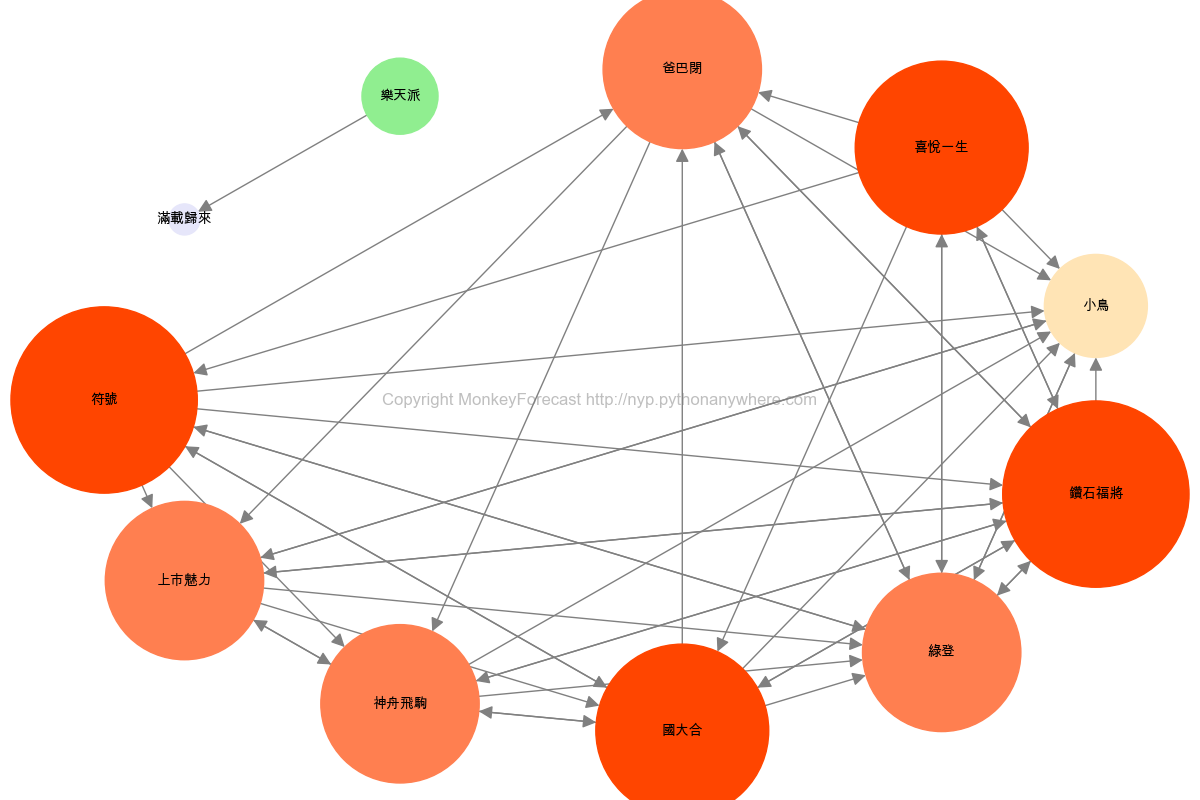 爸巴閉
樂天派
喜悅一生
滿載歸來
小鳥
符號
Copyright MonkeyForecast http://nyp.pythonanywhere.com
鑽石福將
上市魅力
綠登
神舟飛駒
國大合